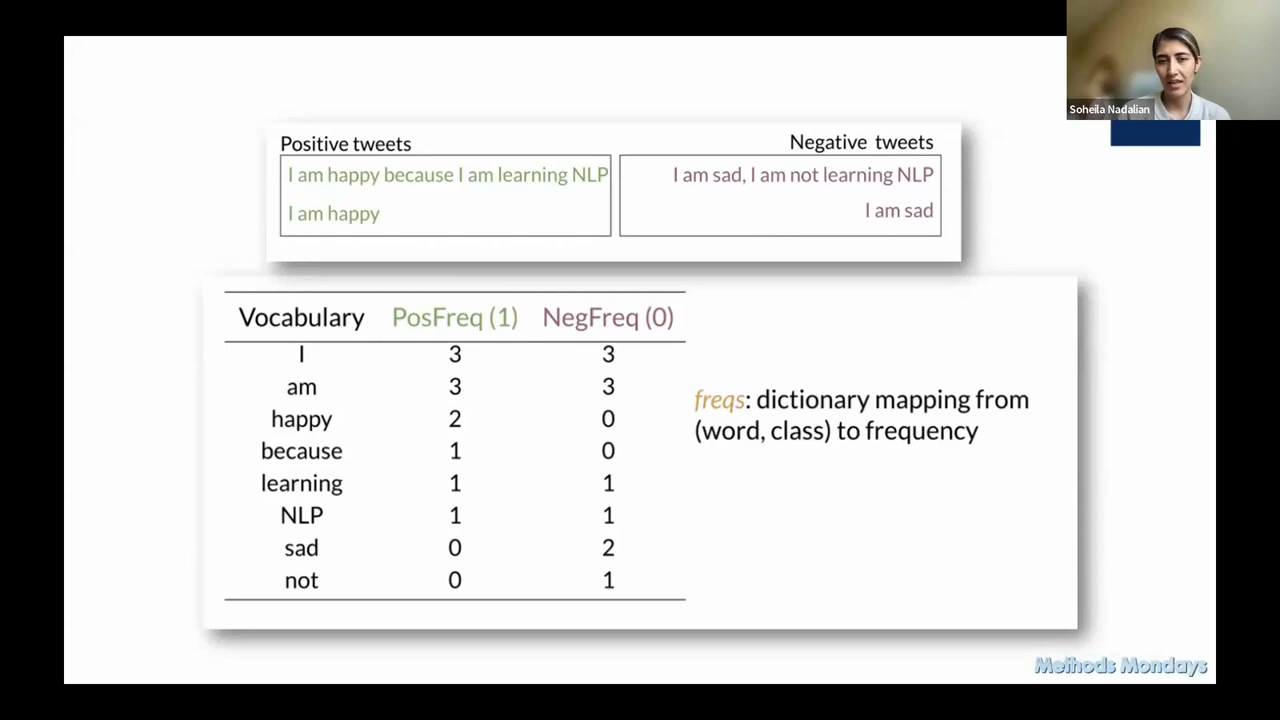 Soheila Nadalian
Positive tweets
I am happy because I am learning NLP
I am happy
Negative tweets
I am sad, I am not learning NLP
I am sad
Vocabulary PosFreq (1) NegFreq (0)
I 3 3
am 3 3
happy 2 0
because 1 0
learning 1 1
NLP 1 1
sad 0 2
not 0 1
freqs: dictionary mapping from
(word, class) to frequency
Methods Mondays